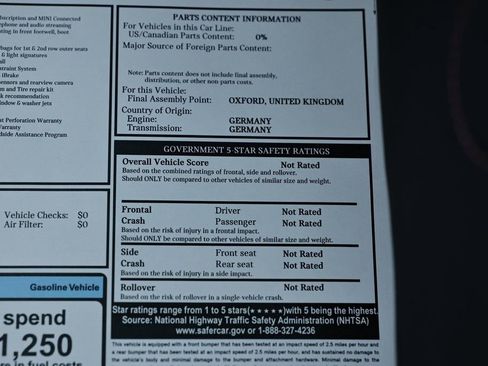 scription and MINI Connected
ephone and audio streaming
ting in front footwell, boot
bags for 1st & 2nd row outer seats
& light signatures
all
straint System
iBrake
ensors and rearview camera
m and Tire repair kit
k recommendation
indow & washer jets
t Perforation Warranty
arranty
dside Assistance Program
Vehicle Checks: $0
Air Filter: $0
Gasoline Vehicle
spend
1,250
re in fuel costs
PARTS CONTENT INFORMATION
For Vehicles in this Car Line:
US/Canadian Parts Content: 0%
Major Source of Foreign Parts Content:
Note: Parts content does not include final assembly,
distribution, or other non parts costs.
For this Vehicle:
Final Assembly Point: OXFORD, UNITED KINGDOM
Country of Origin:
Engine: GERMANY
Transmission: GERMANY
GOVERNMENT 5-STAR SAFETY RATINGS
Overall Vehicle Score Not Rated
Based on the combined ratings of frontal, side and rollover.
Should ONLY be compared to other vehicles of similar size and weight.
Frontal Driver Not Rated
Crash Passenger Not Rated
Based on the risk of injury in a frontal impact.
Should ONLY be compared to other vehicles of similar size and weight.
Side Front seat Not Rated
Crash Rear seat Not Rated
Based on the risk of injury in a side impact.
Rollover Not Rated
Based on the risk of rollover in a single-vehicle crash.
Star ratings range from 1 to 5 stars(★★★★★)with 5 being the highest.
Source: National Highway Traffic Safety Administration (NHTSA)
www.safercar.gov or 1-888-327-4236
This vehicle is equipped with a front bumper that has been tested at an impact speed of 2.5 miles per hour and
a rear bumper that has been tested at an impact speed of 2.5 miles per hour, and has sustained no damage to
the vehicle's body and minimal damage to the bumper and attachment hardware. Minimal damage to the